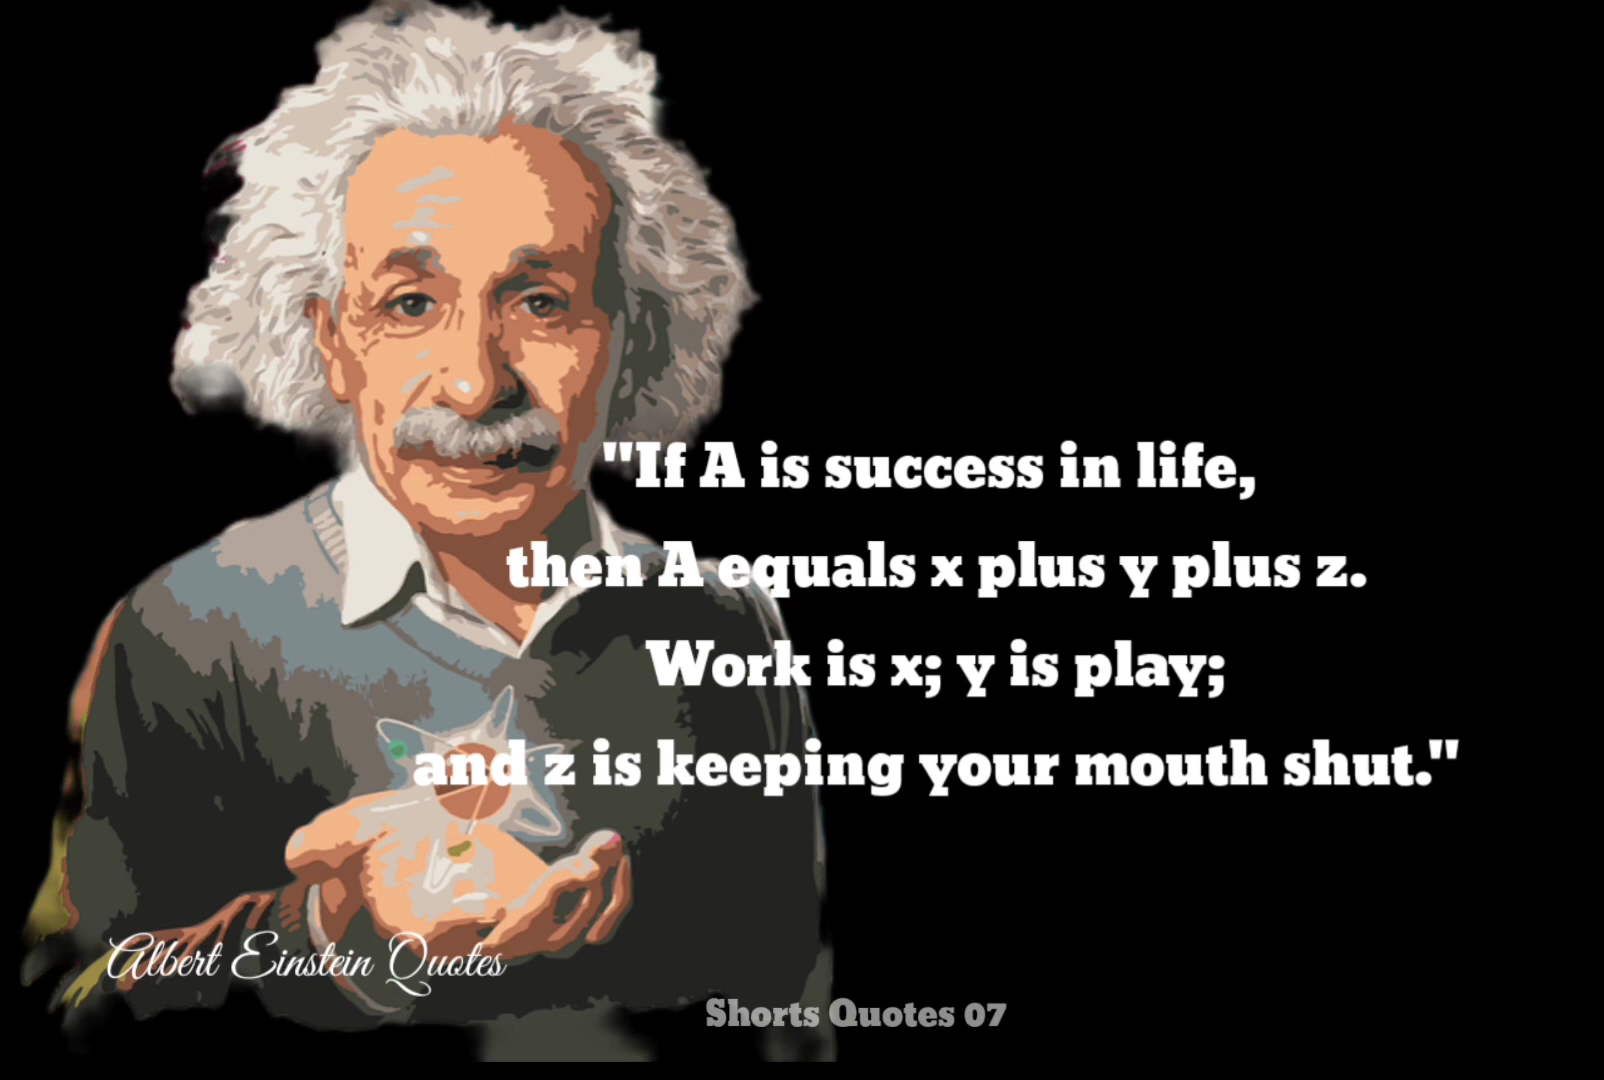 "If A is success in life,
then A equals x plus y plus z.
Work is x; y is play;
and z is keeping your mouth shut."
Albert Einstein Quotes
Shorts Quotes 07